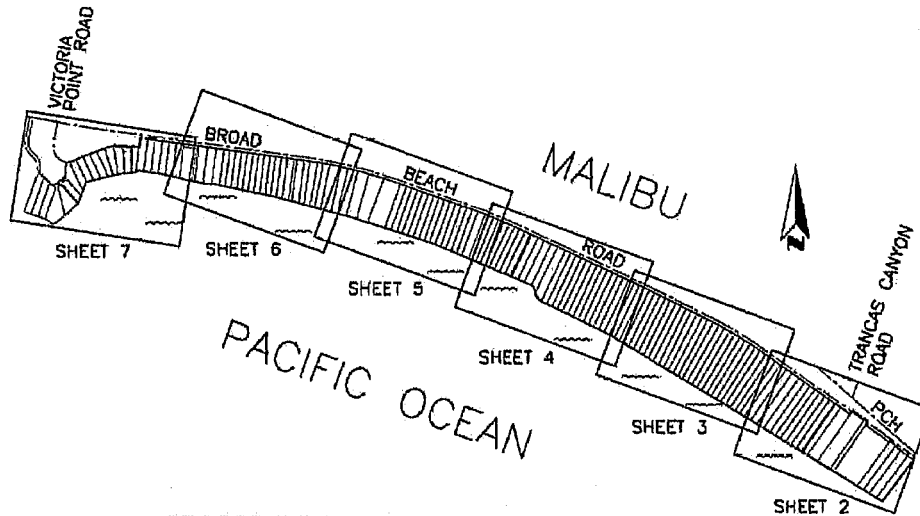 VICTORIA
POINT ROAD
BROAD
BEACH
ROAD
MALIBU
TRANCAS CANYON
ROAD
PCH
SHEET 7
SHEET 6
SHEET 5
SHEET 4
SHEET 3
SHEET 2
PACIFIC OCEAN
N